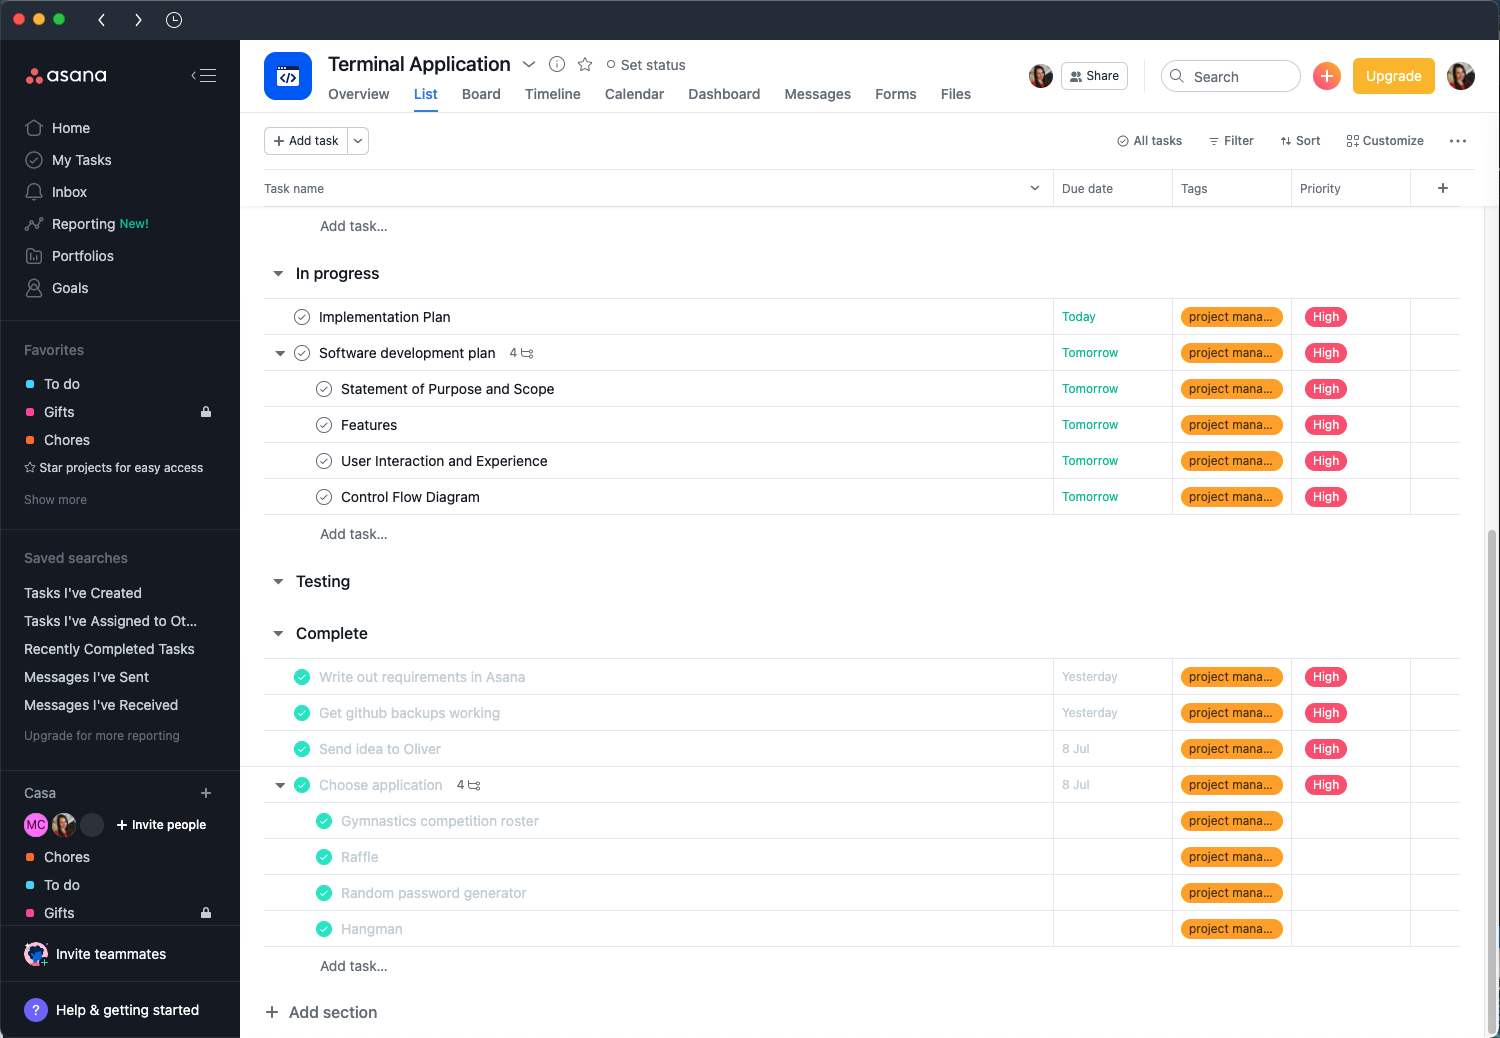 asana
Home
My Tasks
Inbox
Reporting New!
Portfolios
Goals
Favorites
To do
Gifts
Chores
Star projects for easy access
Show more
Saved searches
Tasks I've Created
Tasks I've Assigned to Ot...
Recently Completed Tasks
Messages I've Sent
Messages I've Received
Upgrade for more reporting
Casa
MC
Invite people
Chores
To do
Gifts
Invite teammates
? Help & getting started
Terminal Application
Set status
Share
Search
Upgrade
Overview List Board Timeline Calendar Dashboard Messages Forms Files
+ Add task
All tasks Filter Sort Customize
Task name Due date Tags Priority
Add task...
In progress
Implementation Plan Today project mana... High
Software development plan 4 Tomorrow project mana... High
Statement of Purpose and Scope Tomorrow project mana... High
Features Tomorrow project mana... High
User Interaction and Experience Tomorrow project mana... High
Control Flow Diagram Tomorrow project mana... High
Add task...
Testing
Complete
Write out requirements in Asana Yesterday project mana... High
Get github backups working Yesterday project mana... High
Send idea to Oliver 8 Jul project mana... High
Choose application 4 8 Jul project mana... High
Gymnastics competition roster project mana...
Raffle project mana...
Random password generator project mana...
Hangman project mana...
Add task...
+ Add section